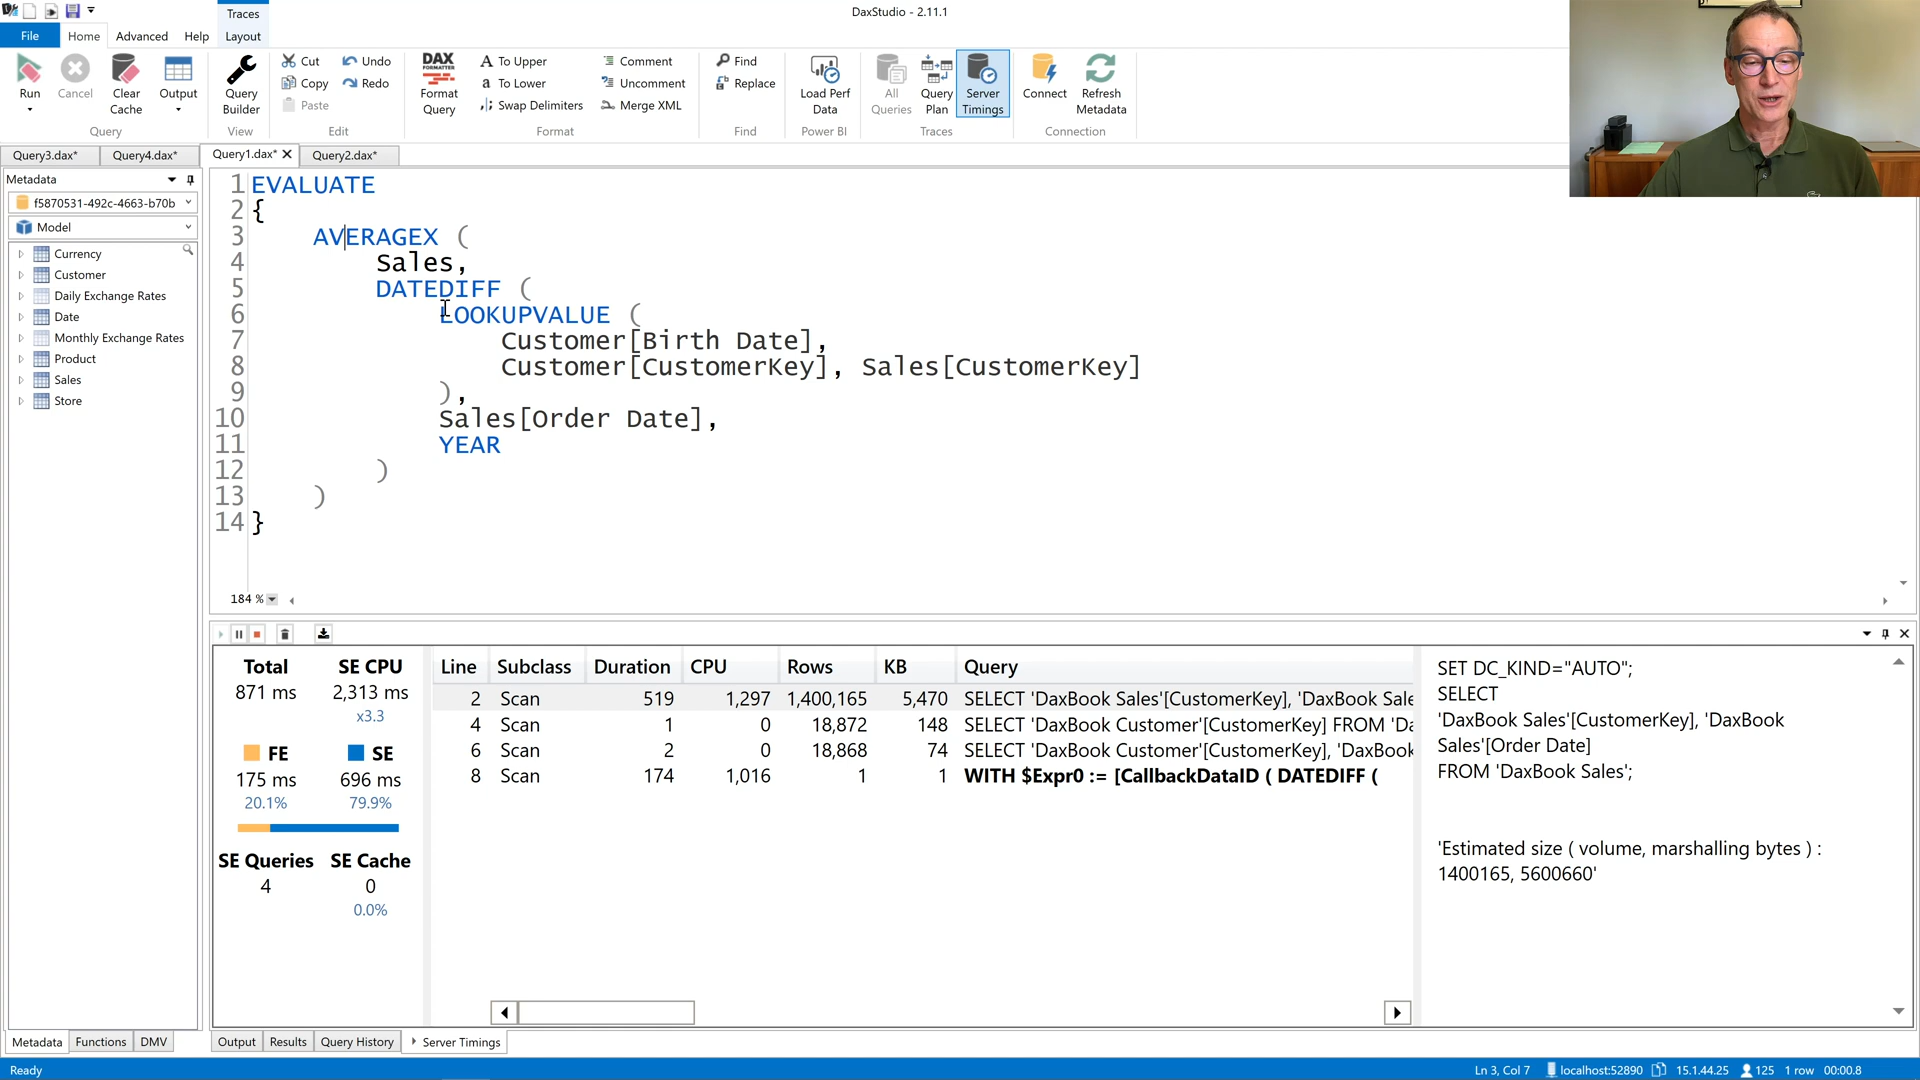 Traces
DaxStudio - 2.11.1
File
Home
Advanced
Help
Layout
Run
Cancel
Clear
Cache
Output
Query
Query
Builder
View
Cut
Copy
Paste
Undo
Redo
Edit
DAX
FORMATTER
Format
Query
A To Upper
a To Lower
Swap Delimiters
Comment
Uncomment
Merge XML
Format
Find
Replace
Find
Load Perf
Data
Power BI
All
Queries
Query
Plan
Server
Timings
Traces
Connect
Refresh
Metadata
Connection
Query3.dax*
Query4.dax*
Query1.dax*
Query2.dax*
Metadata
f5870531-492c-4663-b70b
Model
Currency
Customer
Daily Exchange Rates
Date
Monthly Exchange Rates
Product
Sales
Store
1 EVALUATE
2 {
3 AVERAGEX (
4 Sales,
5 DATEDIFF (
6 LOOKUPVALUE (
7 Customer[Birth Date],
8 Customer[CustomerKey], Sales[CustomerKey]
9 ),
10 Sales[Order Date],
11 YEAR
12 )
13 )
14 }
184 %
Total SE CPU
871 ms 2,313 ms
x3.3
FE SE
175 ms 696 ms
20.1% 79.9%
SE Queries SE Cache
4 0
0.0%
Line Subclass Duration CPU Rows KB Query
2 Scan 519 1,297 1,400,165 5,470 SELECT 'DaxBook Sales'[CustomerKey], 'DaxBook Sale
4 Scan 1 0 18,872 148 SELECT 'DaxBook Customer'[CustomerKey] FROM 'Da
6 Scan 2 0 18,868 74 SELECT 'DaxBook Customer'[CustomerKey], 'DaxBook
8 Scan 174 1,016 1 1 WITH $Expr0 := [CallbackDataID ( DATEDIFF (
SET DC_KIND="AUTO";
SELECT
'DaxBook Sales'[CustomerKey], 'DaxBook
Sales'[Order Date]
FROM 'DaxBook Sales';
'Estimated size ( volume, marshalling bytes ) :
1400165, 5600660'
Metadata
Functions
DMV
Output
Results
Query History
Server Timings
Ready
Ln 3, Col 7
localhost:52890
15.1.44.25
125
1 row
00:00.8